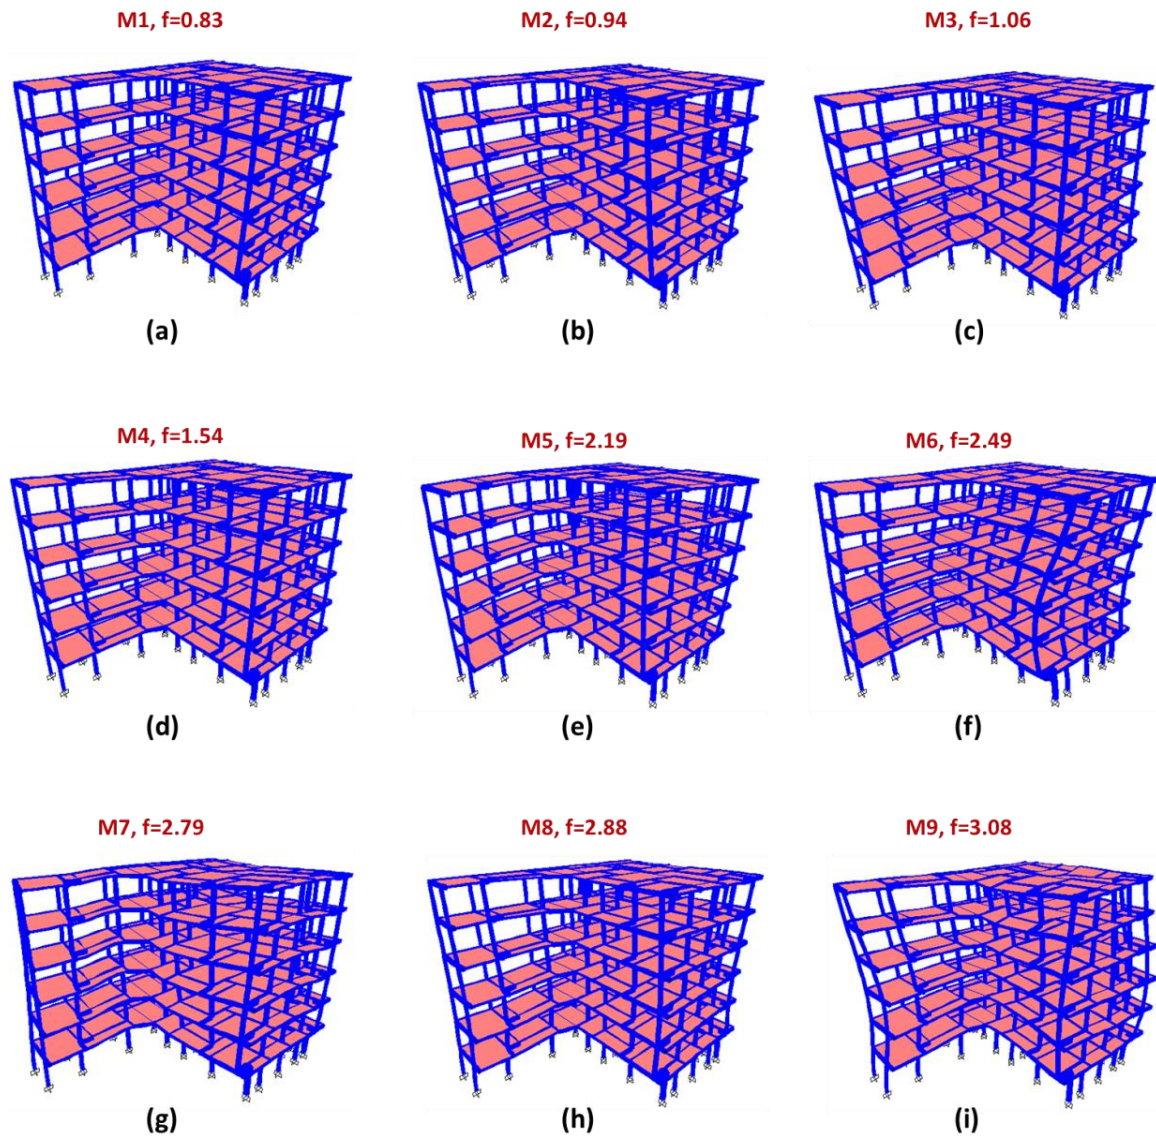 M1, f=0.83
M2, f=0.94
M3, f=1.06
(a)
(b)
(c)
M4, f=1.54
M5, f=2.19
M6, f=2.49
(d)
(e)
(f)
M7, f=2.79
M8, f=2.88
M9, f=3.08
(g)
(h)
(i)